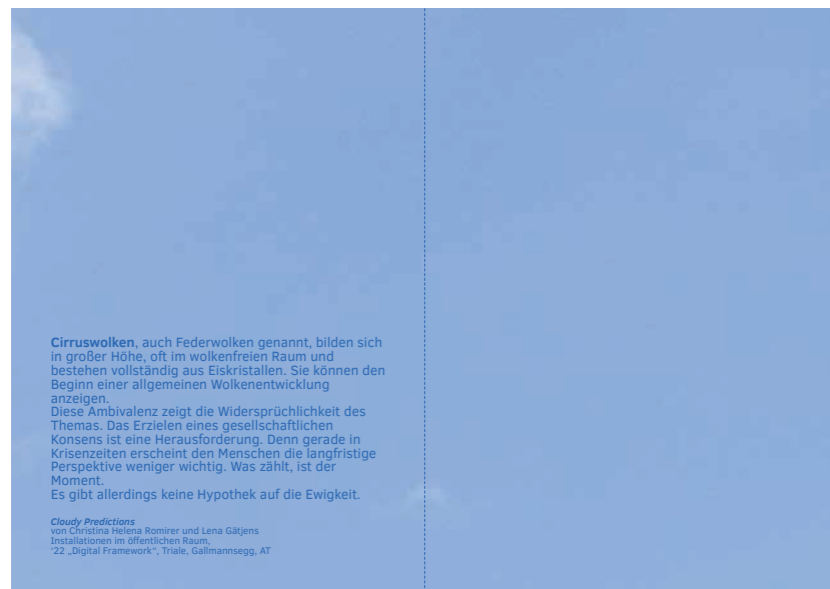 Cirruswolken, auch Federwolken genannt, bilden sich
in großer Höhe, oft im wolkenfreien Raum und
bestehen vollständig aus Eiskristallen. Sie können den
Beginn einer allgemeinen Wolkenentwicklung
anzeigen.
Diese Ambivalenz zeigt die Widersprüchlichkeit des
Themas. Das Erzielen eines gesellschaftlichen
Konsens ist eine Herausforderung. Denn gerade in
Krisenzeiten erscheint den Menschen die langfristige
Perspektive weniger wichtig. Was zählt, ist der
Moment.
Es gibt allerdings keine Hypothek auf die Ewigkeit.
Cloudy Predictions
von Christina Helena Romirer und Lena Gätjens
Installationen im öffentlichen Raum,
'22 „Digital Framework“, Triale, Gallmannsegg, AT